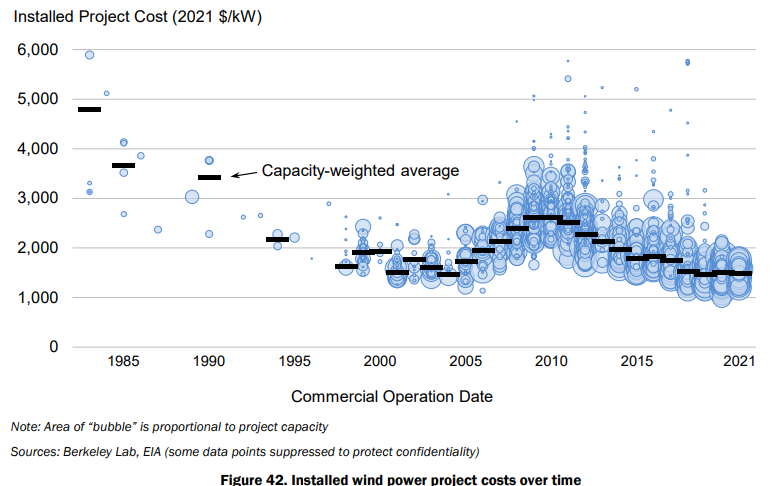 Installed Project Cost (2021 $/kW)
6,000
5,000
4,000
Capacity-weighted average
3,000
2,000
1,000
0
1985 1990 1995 2000 2005 2010 2015 2021
Commercial Operation Date
Note: Area of “bubble” is proportional to project capacity
Sources: Berkeley Lab, EIA (some data points suppressed to protect confidentiality)
Figure 42. Installed wind power project costs over time